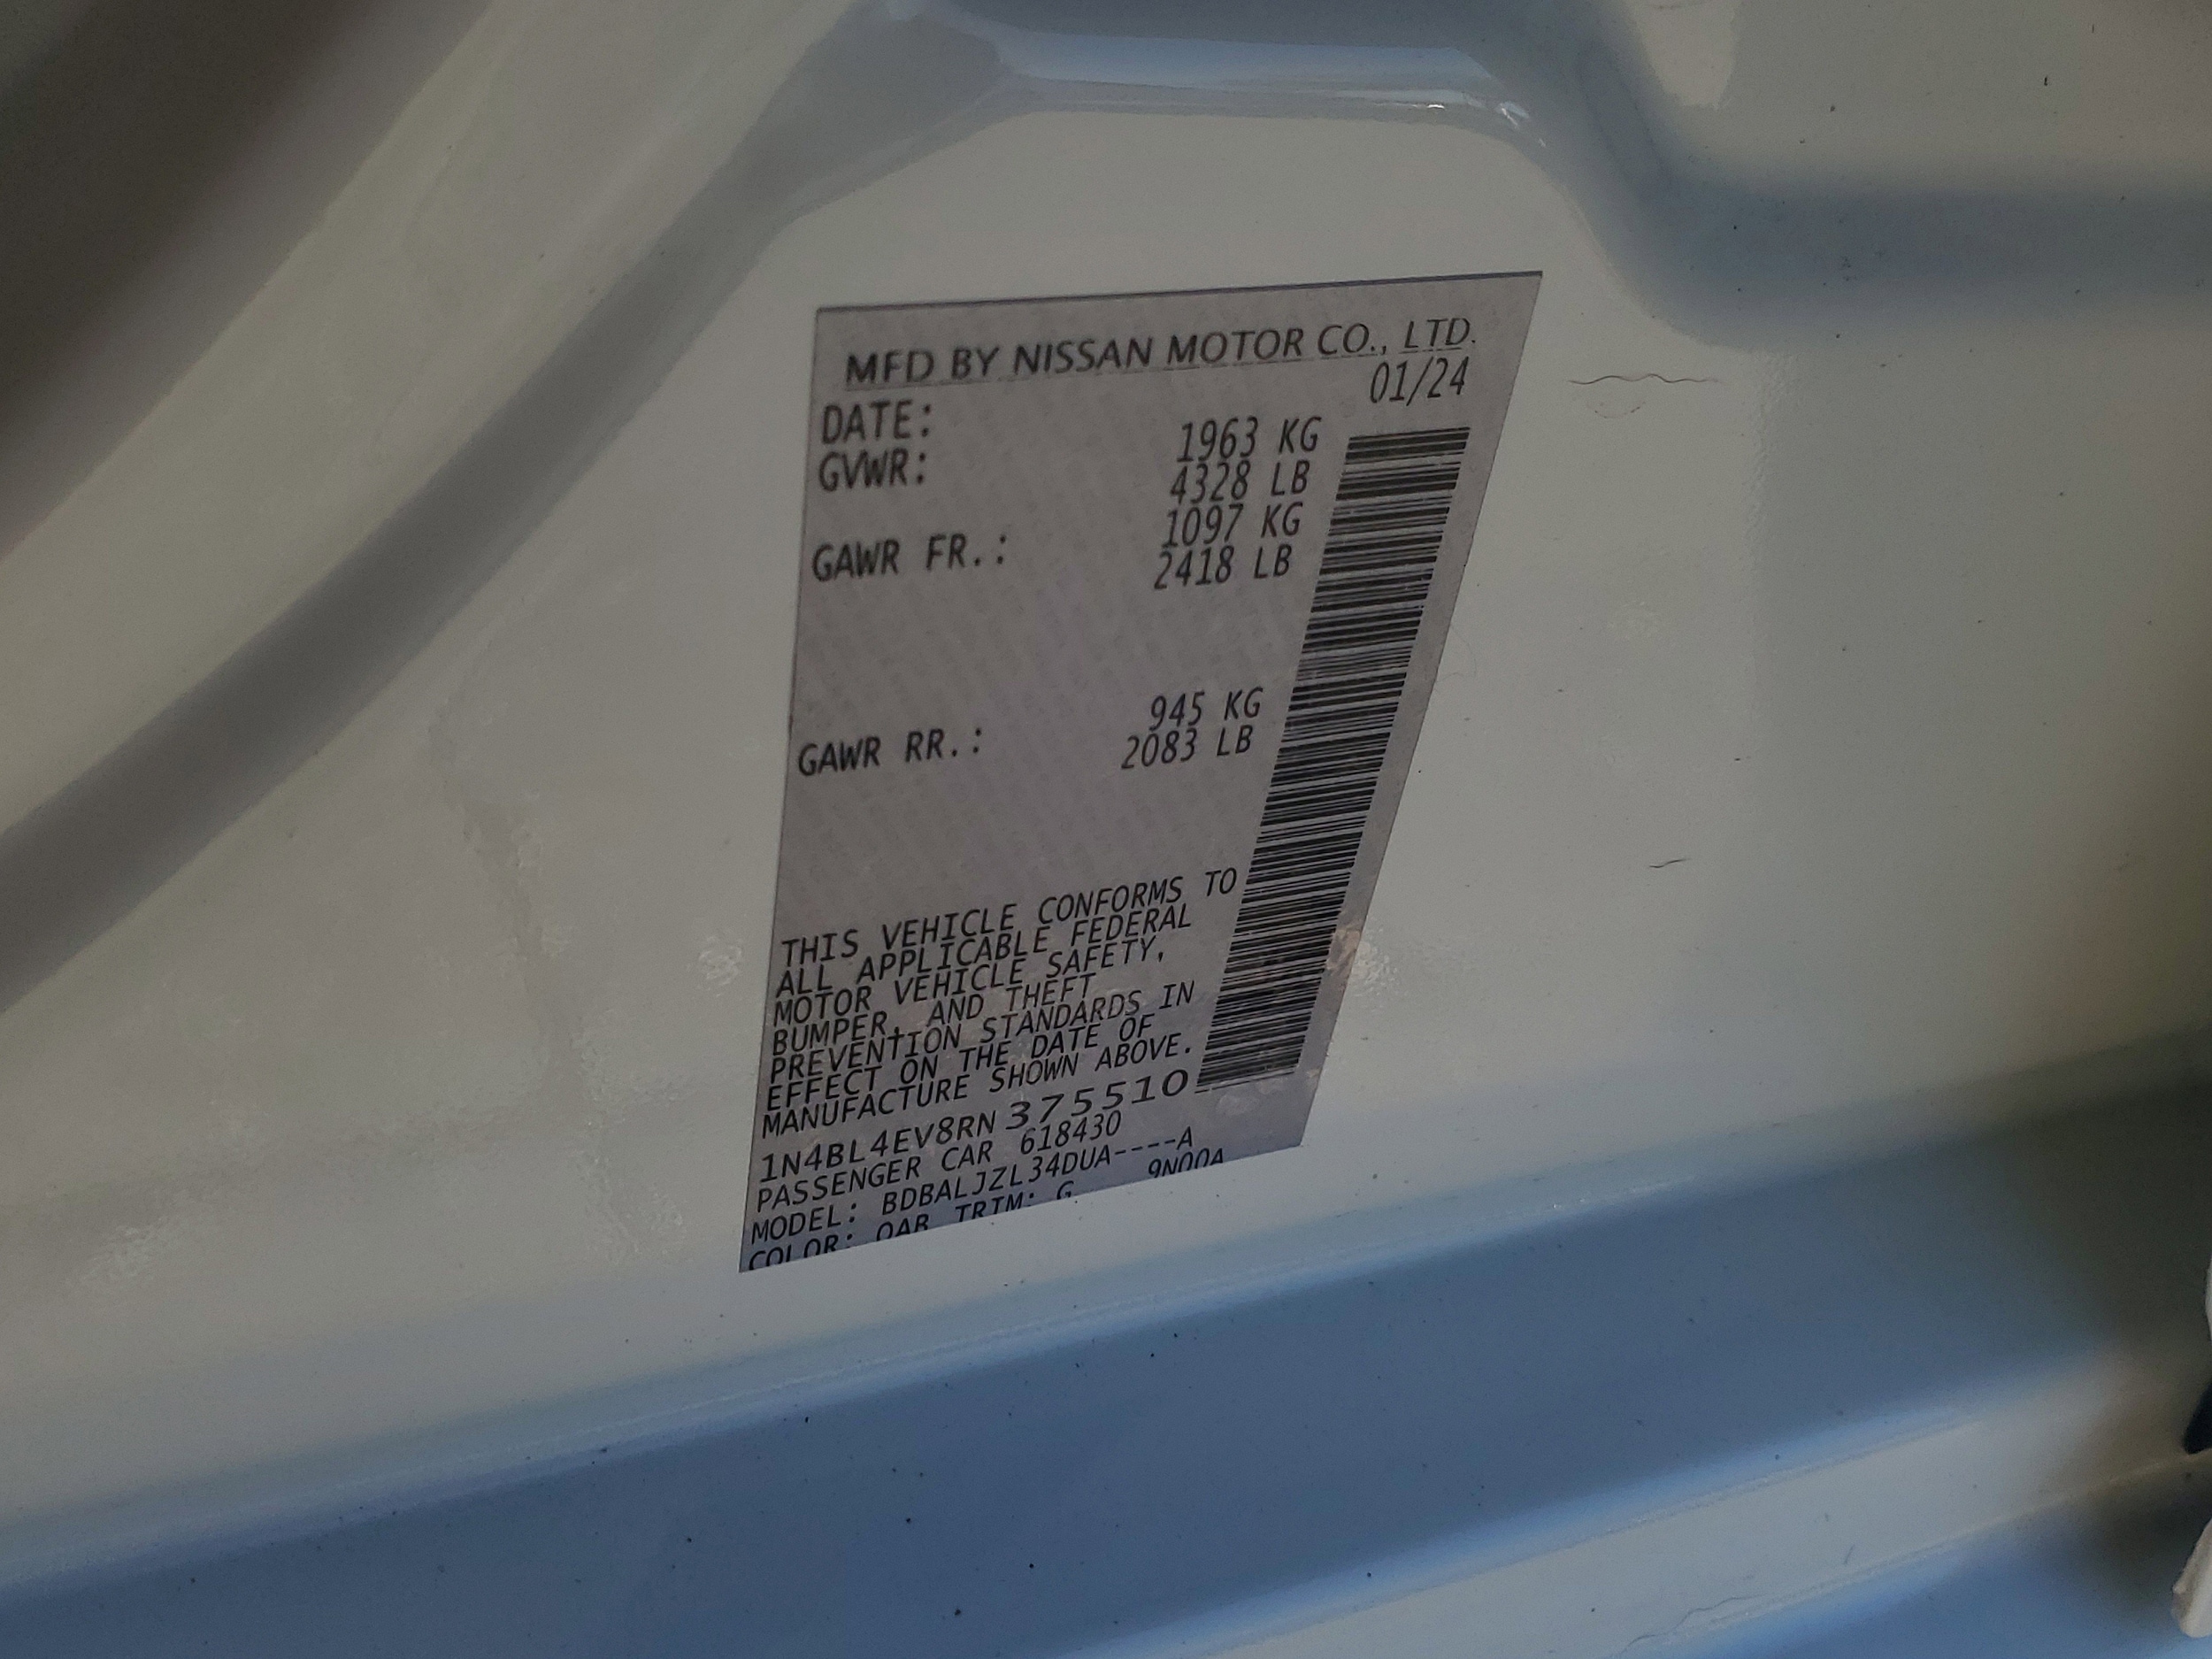 MFD BY NISSAN MOTOR CO., LTD.
DATE: 01/24
GVWR: 1963 KG
4328 LB
GAWR FR.: 1097 KG
2418 LB
GAWR RR.: 945 KG
2083 LB
THIS VEHICLE CONFORMS TO
ALL APPLICABLE FEDERAL
MOTOR VEHICLE SAFETY,
BUMPER, AND THEFT
PREVENTION STANDARDS IN
EFFECT ON THE DATE OF
MANUFACTURE SHOWN ABOVE.
1N4BL4EV8RN375510
PASSENGER CAR 618430
MODEL: BDBALJZL34DUA----A
COLOR: QAB TRIM: G 9N00A